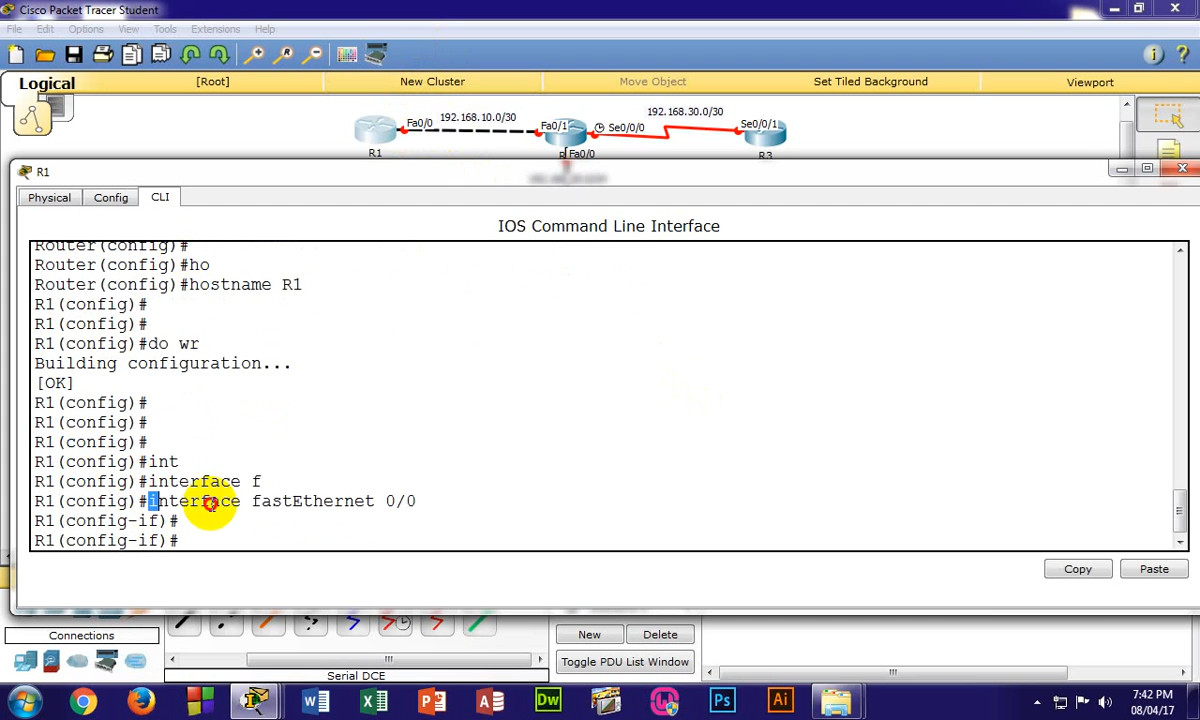 Cisco Packet Tracer Student
File Edit Options View Tools Extensions Help
Logical [Root] New Cluster Move Object Set Tiled Background Viewport
192.168.10.0/30 192.168.30.0/30
Fa0/0 Fa0/1 Se0/0/0 Se0/0/1
R1 Fa0/0 R3
R1
Physical Config CLI
IOS Command Line Interface
Router(config)#
Router(config)#ho
Router(config)#hostname R1
R1(config)#
R1(config)#
R1(config)#do wr
Building configuration...
[OK]
R1(config)#
R1(config)#
R1(config)#
R1(config)#int
R1(config)#interface f
R1(config)#interface fastEthernet 0/0
R1(config-if)#
R1(config-if)#
Copy Paste
Connections New Delete
Toggle PDU List Window
Serial DCE
Dw Ps Ai
7:42 PM
08/04/17